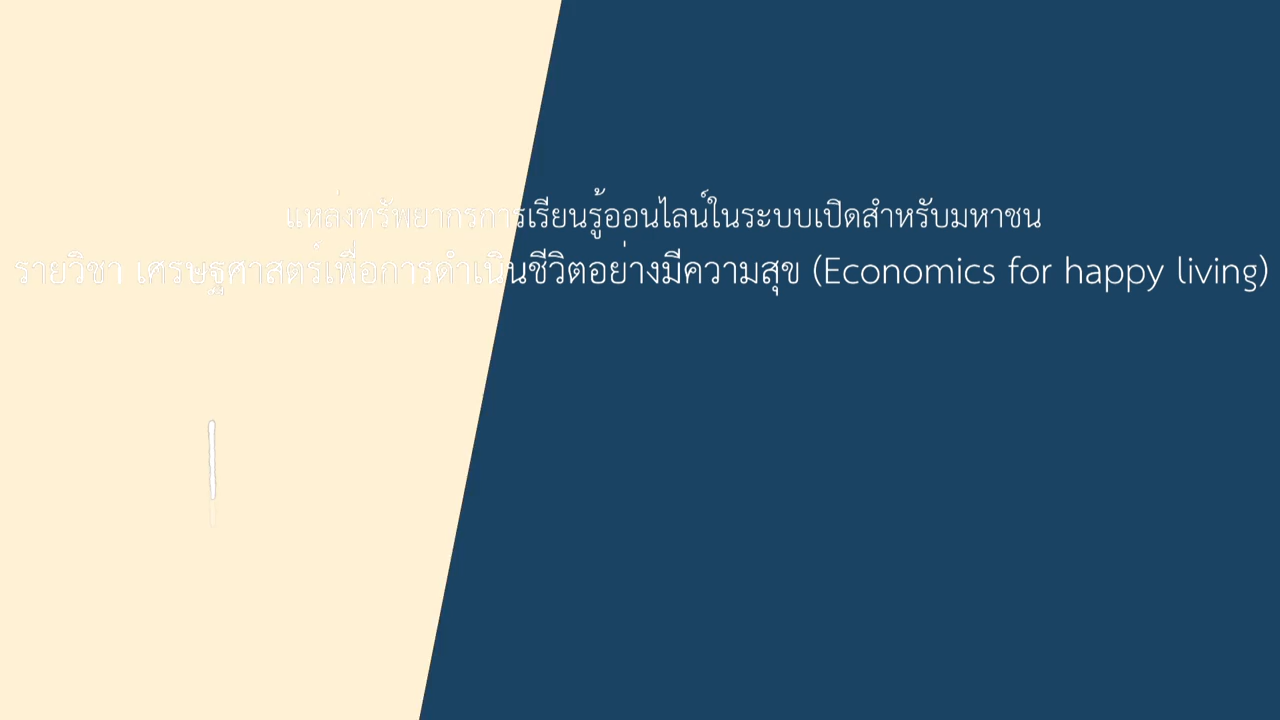 แหล่งทรัพยากรการเรียนรู้ออนไลน์ในระบบเปิดสำหรับมหาชน
รายวิชา เศรษฐศาสตร์เพื่อการดำเนินชีวิตอย่างมีความสุข (Economics for happy living)